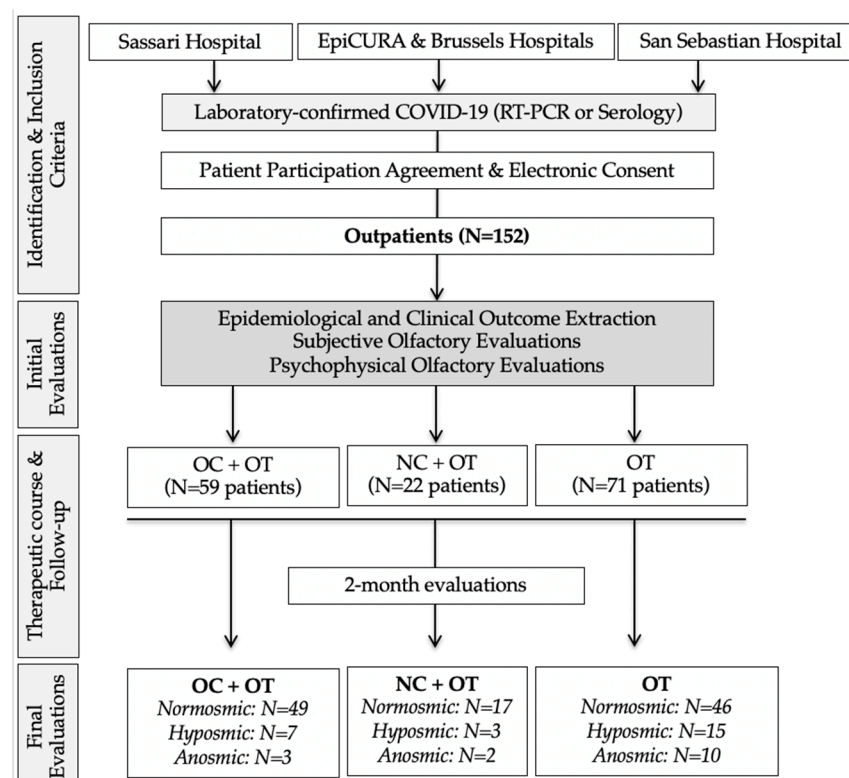 Identification & Inclusion
Criteria
Sassari Hospital
EpiCURA & Brussels Hospitals
San Sebastian Hospital
Laboratory-confirmed COVID-19 (RT-PCR or Serology)
Patient Participation Agreement & Electronic Consent
Outpatients (N=152)
Initial
Evaluations
Epidemiological and Clinical Outcome Extraction
Subjective Olfactory Evaluations
Psychophysical Olfactory Evaluations
Therapeutic course &
Follow-up
OC + OT
(N=59 patients)
NC + OT
(N=22 patients)
OT
(N=71 patients)
2-month evaluations
Final
Evaluations
OC + OT
Normosmic: N=49
Hyposmic: N=7
Anosmic: N=3
NC + OT
Normosmic: N=17
Hyposmic: N=3
Anosmic: N=2
OT
Normosmic: N=46
Hyposmic: N=15
Anosmic: N=10